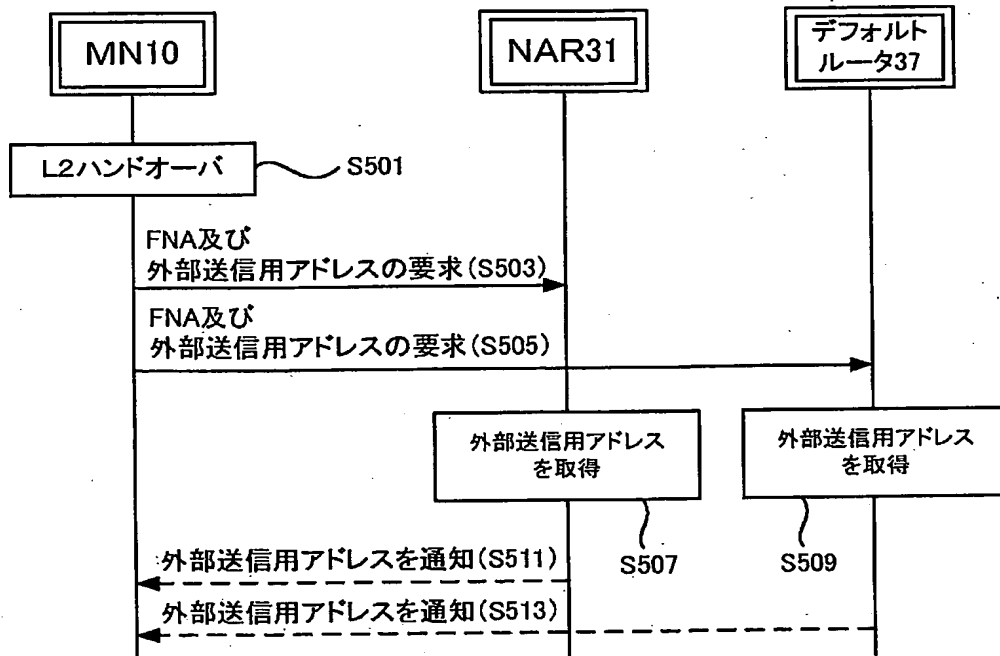 MN10
NAR31
デフォルト
ルータ37
L2ハンドオーバ
S501
FNA及び
外部送信用アドレスの要求(S503)
FNA及び
外部送信用アドレスの要求(S505)
外部送信用アドレス
を取得
外部送信用アドレス
を取得
S507
S509
外部送信用アドレスを通知(S511)
外部送信用アドレスを通知(S513)